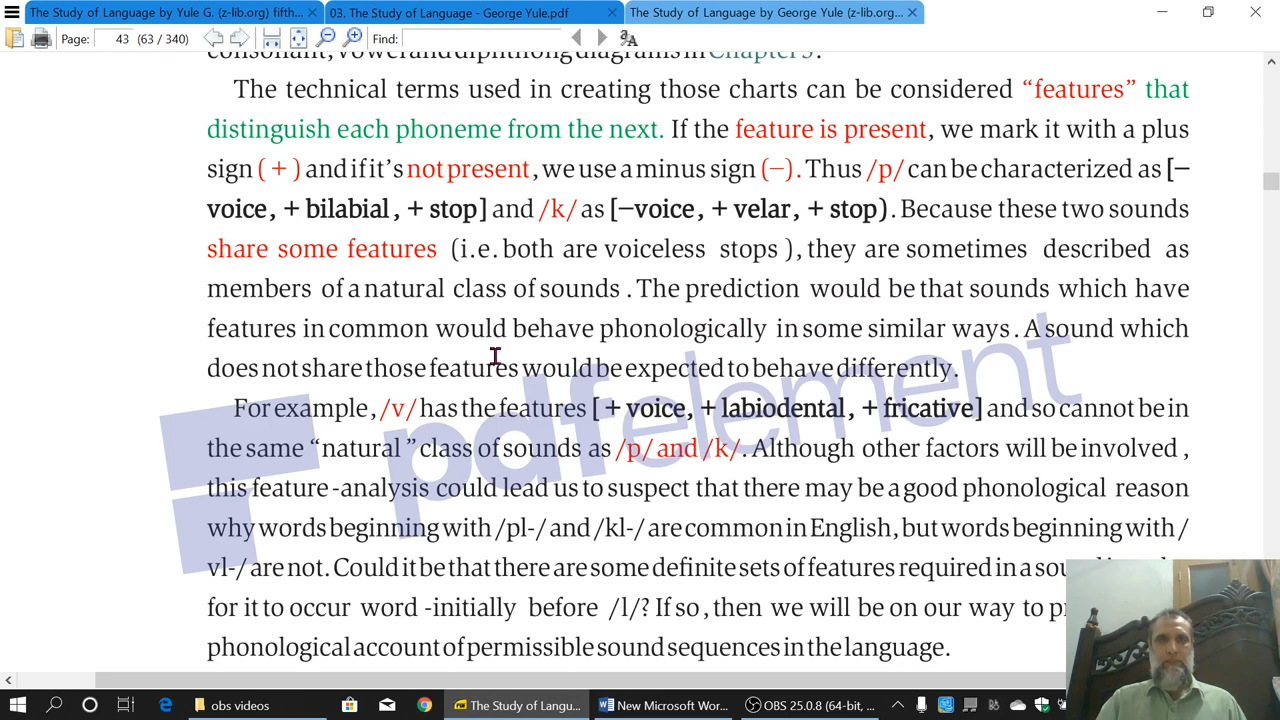 The Study of Language by Yule G. (z-lib.org) fifth...
03. The Study of Language - George Yule.pdf
The Study of Language by George Yule (z-lib.org...
Page: 43 (63 / 340) Find:
The technical terms used in creating those charts can be considered “features” that
distinguish each phoneme from the next. If the feature is present, we mark it with a plus
sign ( + ) and if it’s not present , we use a minus sign (−). Thus /p/ can be characterized as [−
voice, + bilabial, + stop] and /k/ as [−voice, + velar, + stop). Because these two sounds
share some features (i.e. both are voiceless stops ), they are sometimes described as
members of a natural class of sounds . The prediction would be that sounds which have
features in common would behave phonologically in some similar ways . A sound which
does not share those features would be expected to behave differently.
For example, /v/ has the features [ + voice, + labiodental, + fricative] and so cannot be in
the same “natural ”class of sounds as /p/ and /k/. Although other factors will be involved ,
this feature -analysis could lead us to suspect that there may be a good phonological reason
why words beginning with /pl-/ and /kl-/ are common in English, but words beginning with /
vl-/ are not. Could it be that there are some definite sets of features required in a
for it to occur word -initially before /l/? If so , then we will be on our way to
phonological account of permissible sound sequences in the language.
pdfelement
obs videos
The Study of Langu...
New Microsoft Wor...
OBS 25.0.8 (64-bit, ...